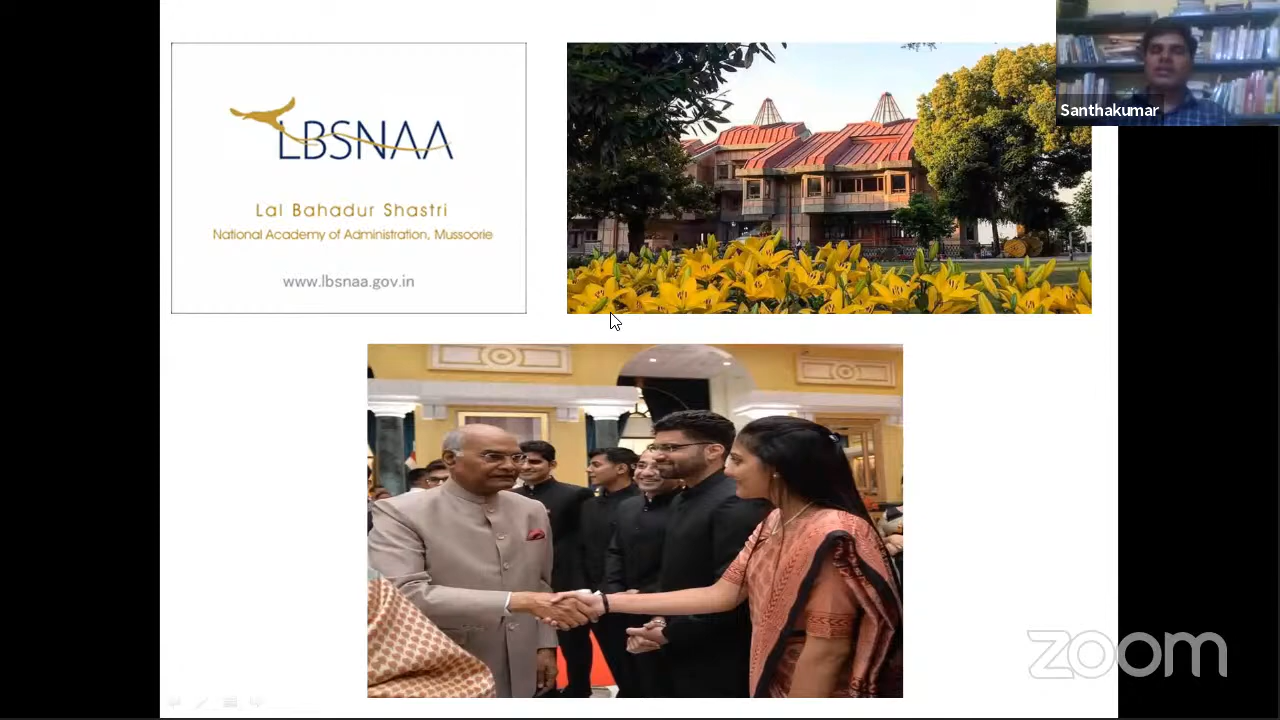 LBSNAA
Lal Bahadur Shastri
National Academy of Administration, Mussoorie
www.lbsnaa.gov.in
Santhakumar
zoom